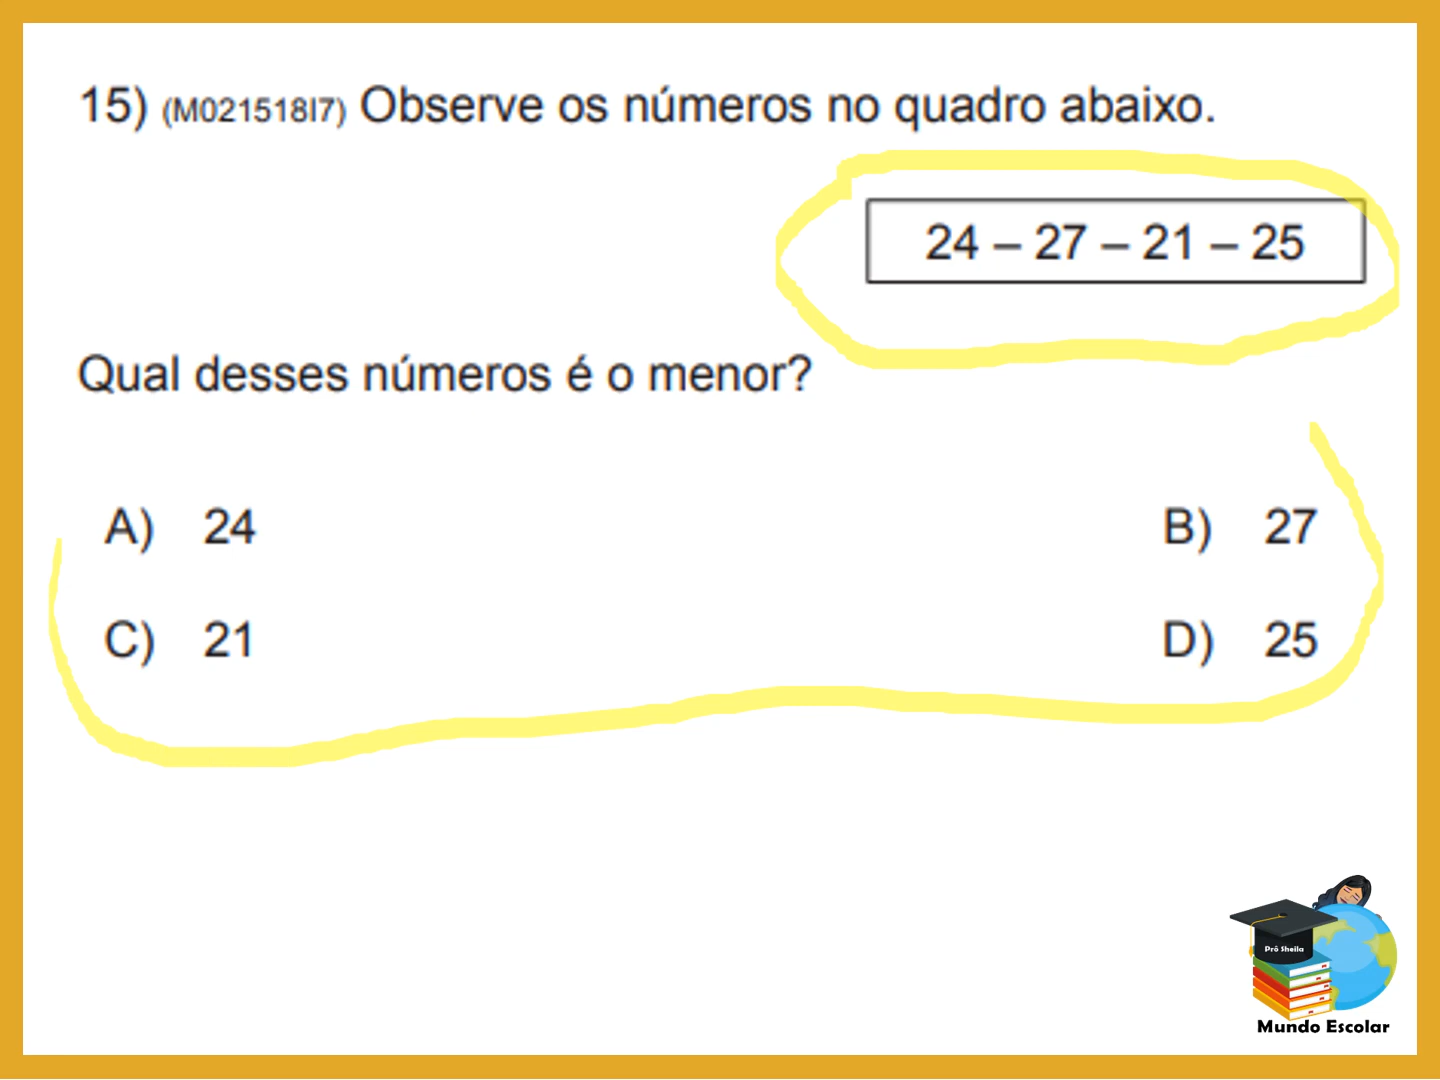 15) (M021518I7) Observe os números no quadro abaixo.
24 – 27 – 21 – 25
Qual desses números é o menor?
A) 24
B) 27
C) 21
D) 25
Prô Sheila
Mundo Escolar